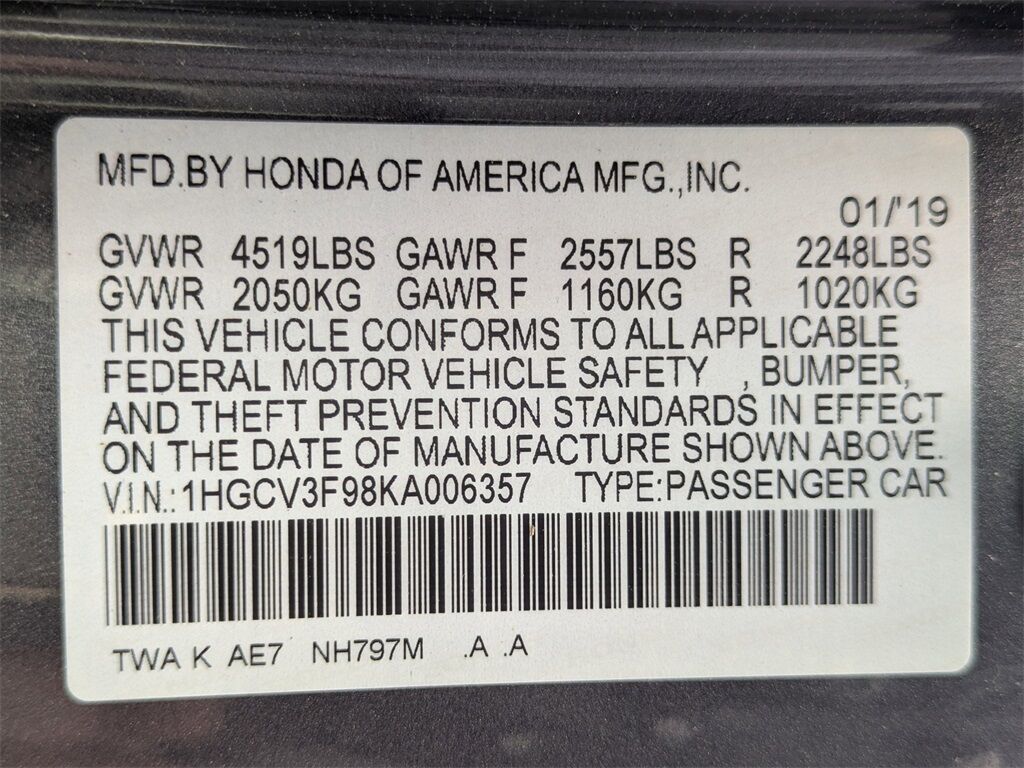 MFD.BY HONDA OF AMERICA MFG.,INC.
01/'19
GVWR 4519LBS GAWR F 2557LBS R 2248LBS
GVWR 2050KG GAWR F 1160KG R 1020KG
THIS VEHICLE CONFORMS TO ALL APPLICABLE
FEDERAL MOTOR VEHICLE SAFETY , BUMPER,
AND THEFT PREVENTION STANDARDS IN EFFECT
ON THE DATE OF MANUFACTURE SHOWN ABOVE.
V.I.N.:1HGCV3F98KA006357 TYPE:PASSENGER CAR
TWA K AE7 NH797M .A .A